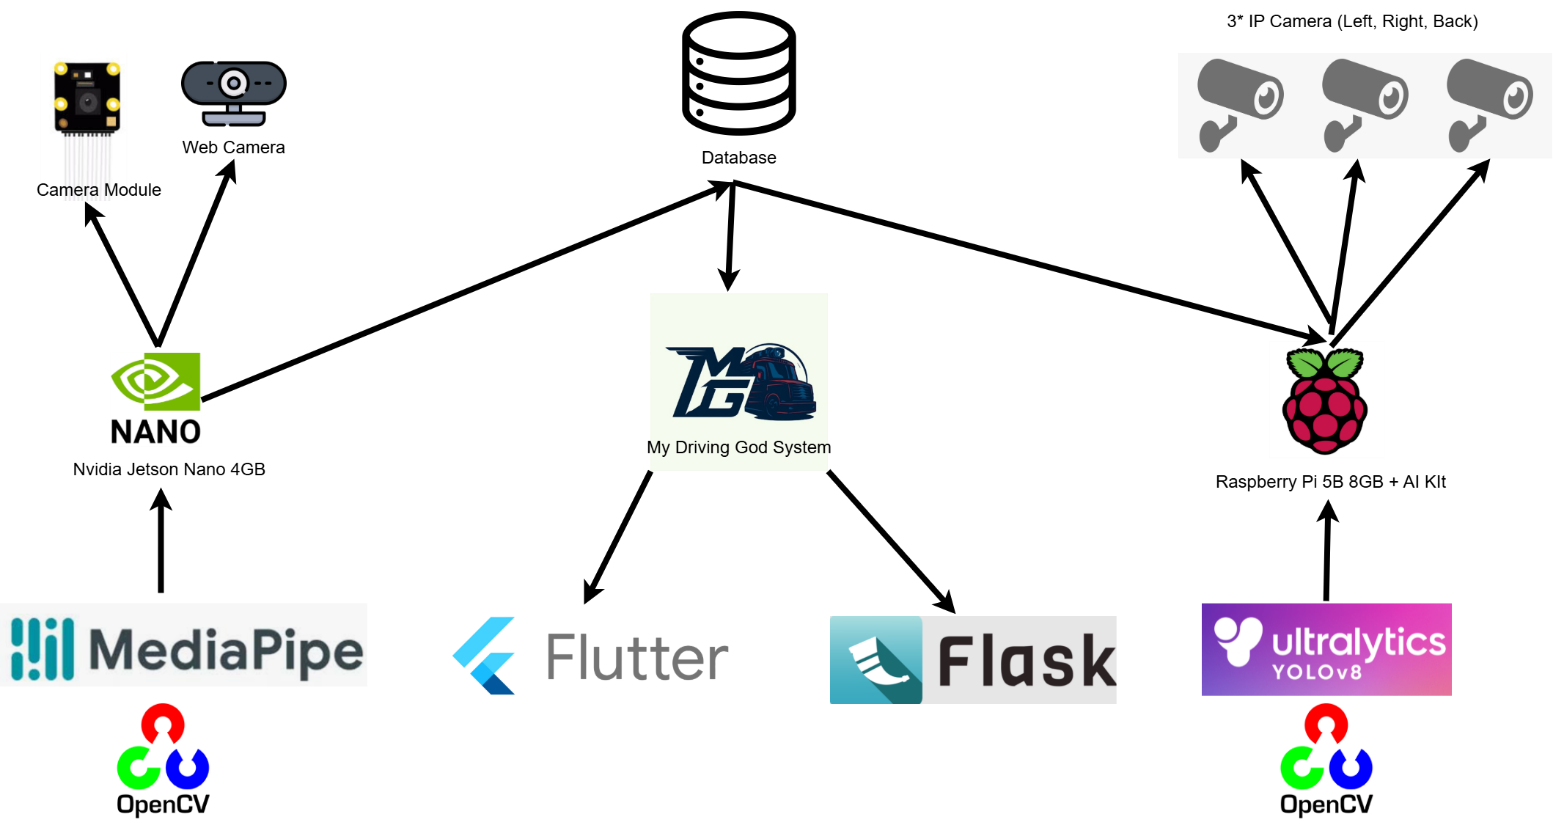 3* IP Camera (Left, Right, Back)
Web Camera
Database
Camera Module
MG
NANO
My Driving God System
Nvidia Jetson Nano 4GB
Raspberry Pi 5B 8GB + AI KIt
MediaPipe
Flutter
Flask
ultralytics
YOLOv8
OpenCV
OpenCV